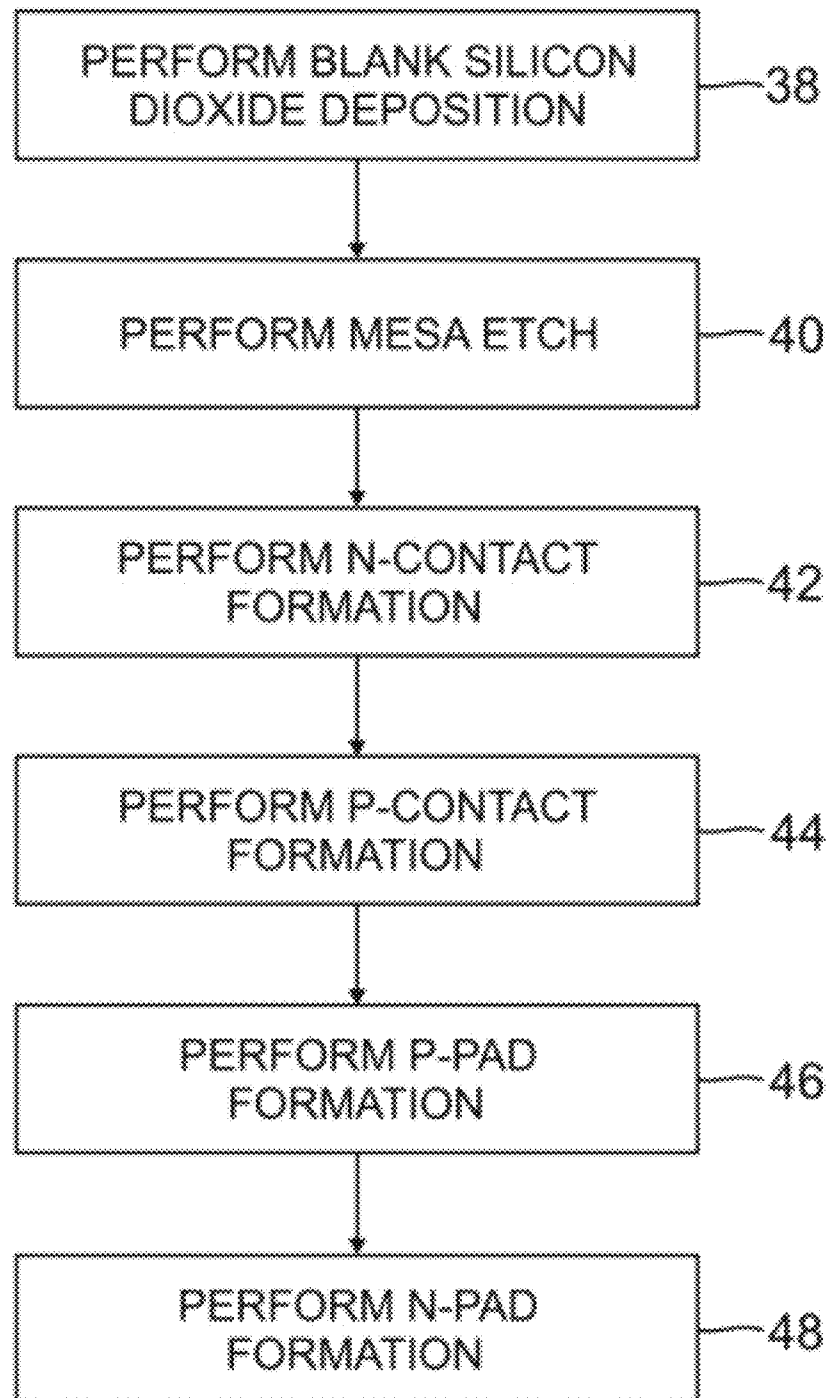 PERFORM BLANK SILICON
DIOXIDE DEPOSITION
38
PERFORM MESA ETCH
40
PERFORM N-CONTACT
FORMATION
42
PERFORM P-CONTACT
FORMATION
44
PERFORM P-PAD
FORMATION
46
PERFORM N-PAD
FORMATION
48